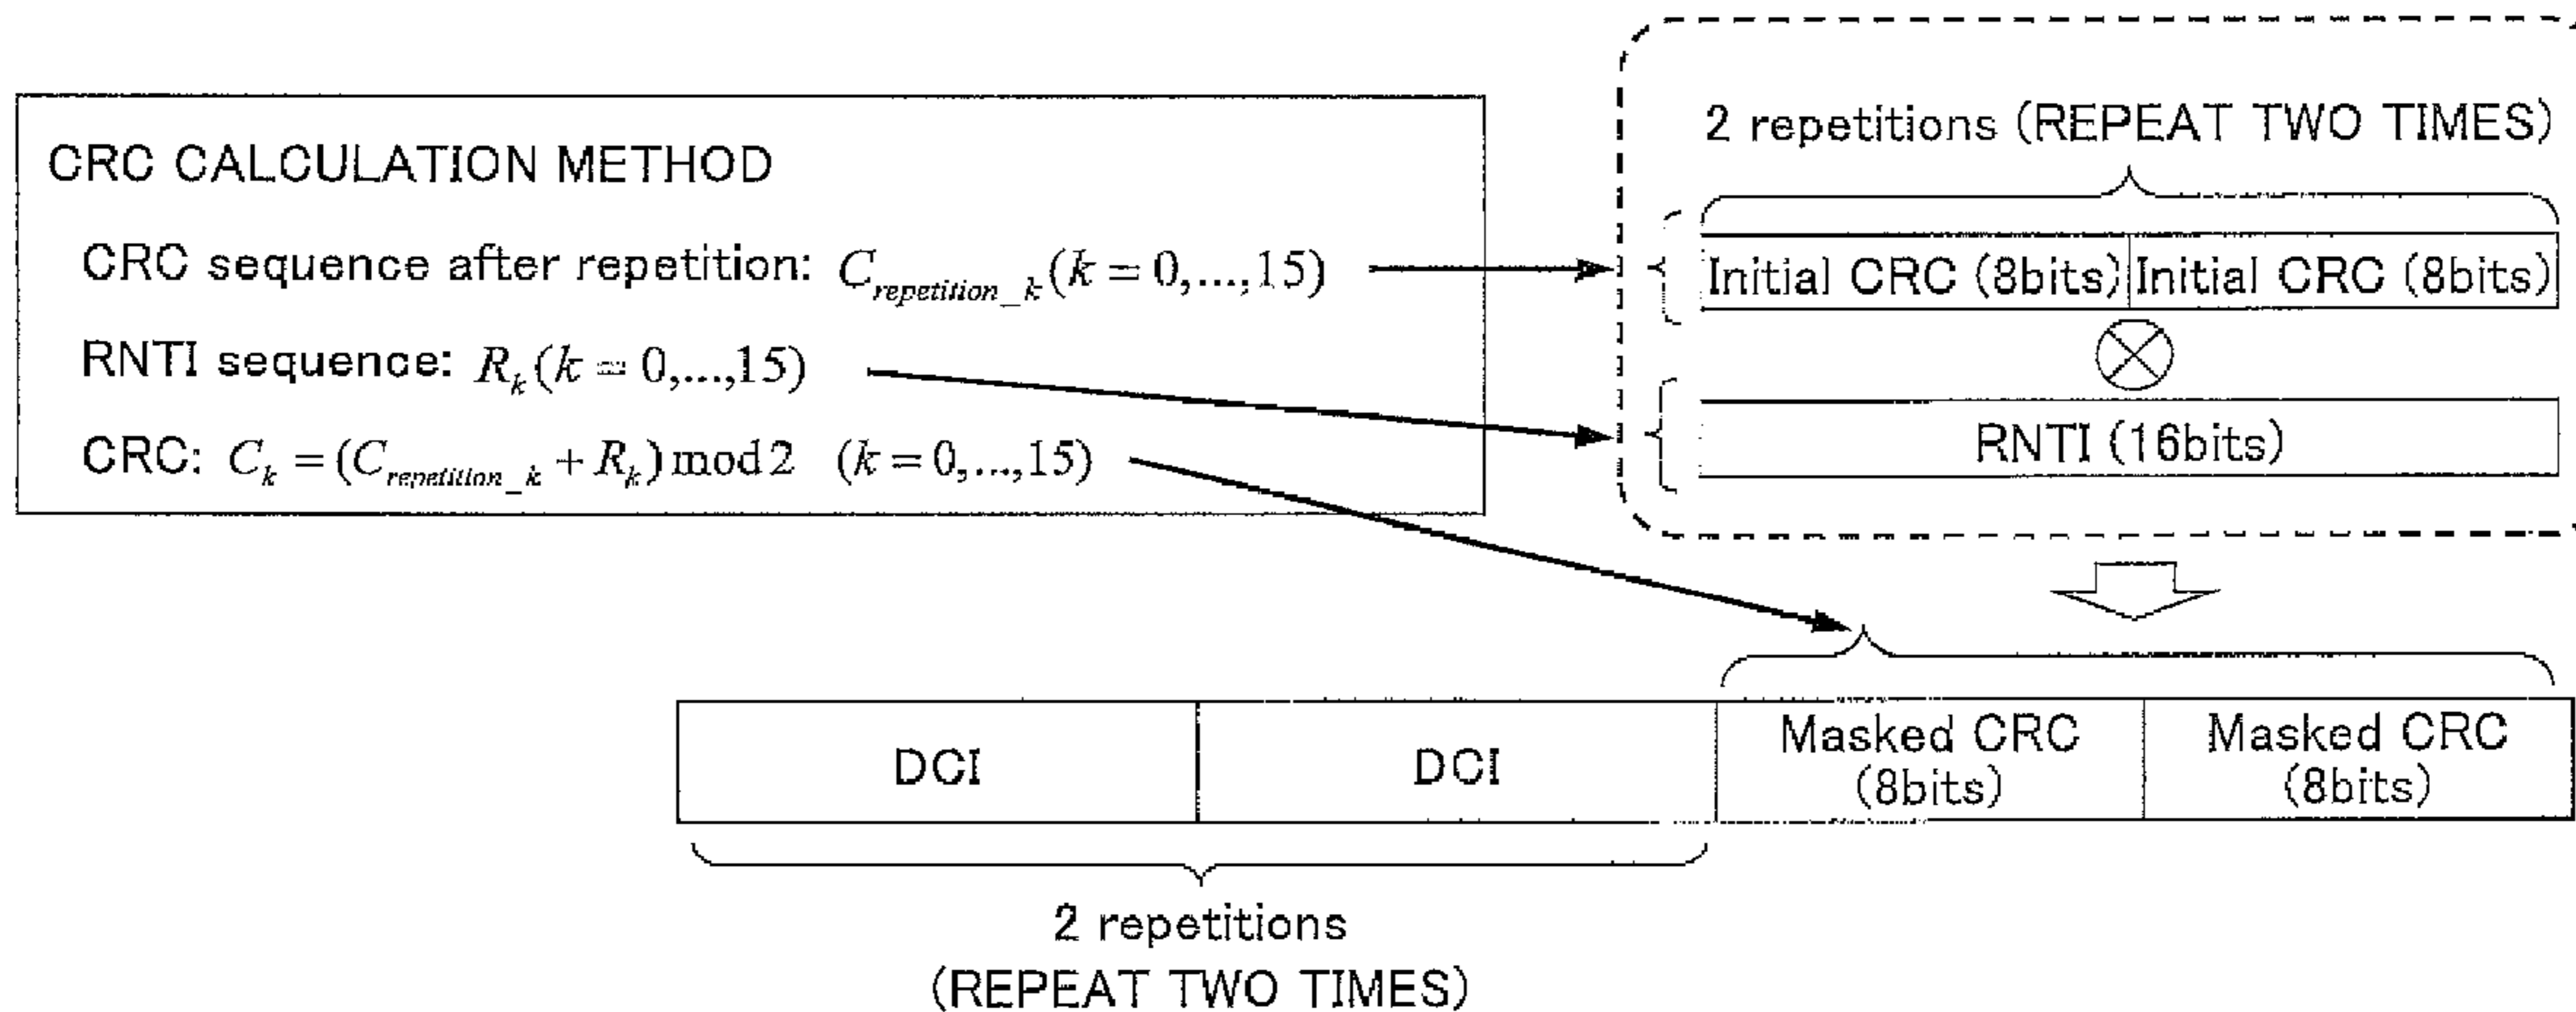 CRC CALCULATION METHOD
CRC sequence after repetition: C_{repetition_k}(k = 0,...,15)
RNTI sequence: R_k(k = 0,...,15)
CRC: C_k = (C_{repetition_k} + R_k) mod 2 (k = 0,...,15)
2 repetitions (REPEAT TWO TIMES)
Initial CRC (8bits) Initial CRC (8bits)
RNTI (16bits)
DCI DCI
Masked CRC
(8bits)
Masked CRC
(8bits)
2 repetitions
(REPEAT TWO TIMES)